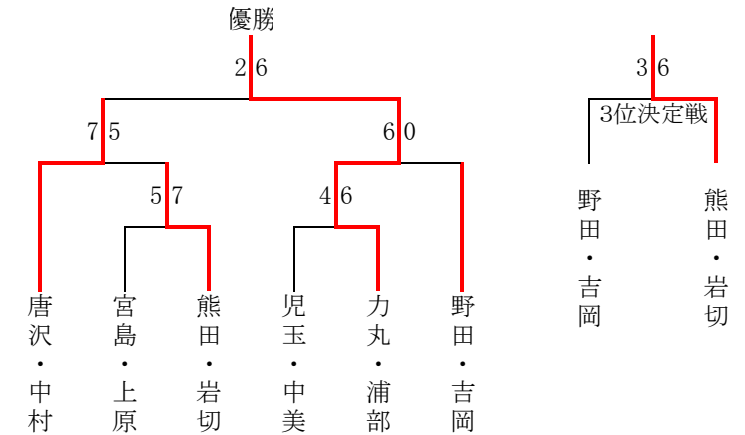 優勝
2 6
3 6
3位決定戦
7 5
6 0
5 7
4 6
唐沢・中村
宮島・上原
熊田・岩切
児玉・中美
力丸・浦部
野田・吉岡
野田・吉岡
熊田・岩切